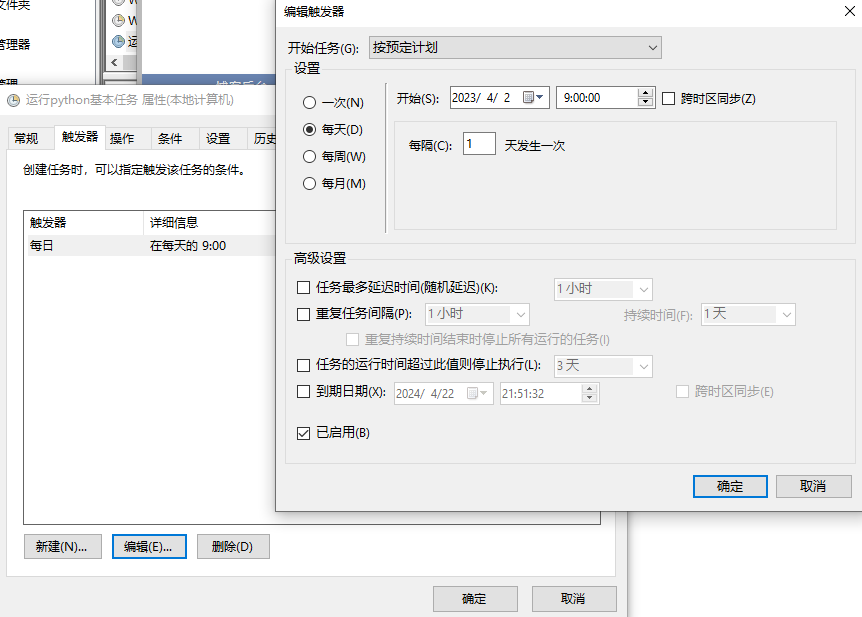 文件夹
W
编辑触发器
管理器
W
开始任务(G):
按预定计划
运
设置
管理
一次(N)
开始(S):
2023/ 4/ 2
9:00:00
跨时区同步(Z)
运行python基本任务 属性(本地计算机)
每天(D)
常规
触发器
操作
条件
设置
历史
每隔(C):
1
天发生一次
每周(W)
创建任务时，可以指定触发该任务的条件。
每月(M)
触发器
详细信息
每日
在每天的 9:00
高级设置
任务最多延迟时间(随机延迟)(K):
1 小时
重复任务间隔(P):
1 小时
持续时间(F):
1 天
重复持续时间结束时停止所有运行的任务(I)
任务的运行时间超过此值则停止执行(L):
3 天
到期日期(X):
2024/ 4/22
21:51:32
跨时区同步(E)
已启用(B)
确定
取消
新建(N)...
编辑(E)...
删除(D)
确定
取消